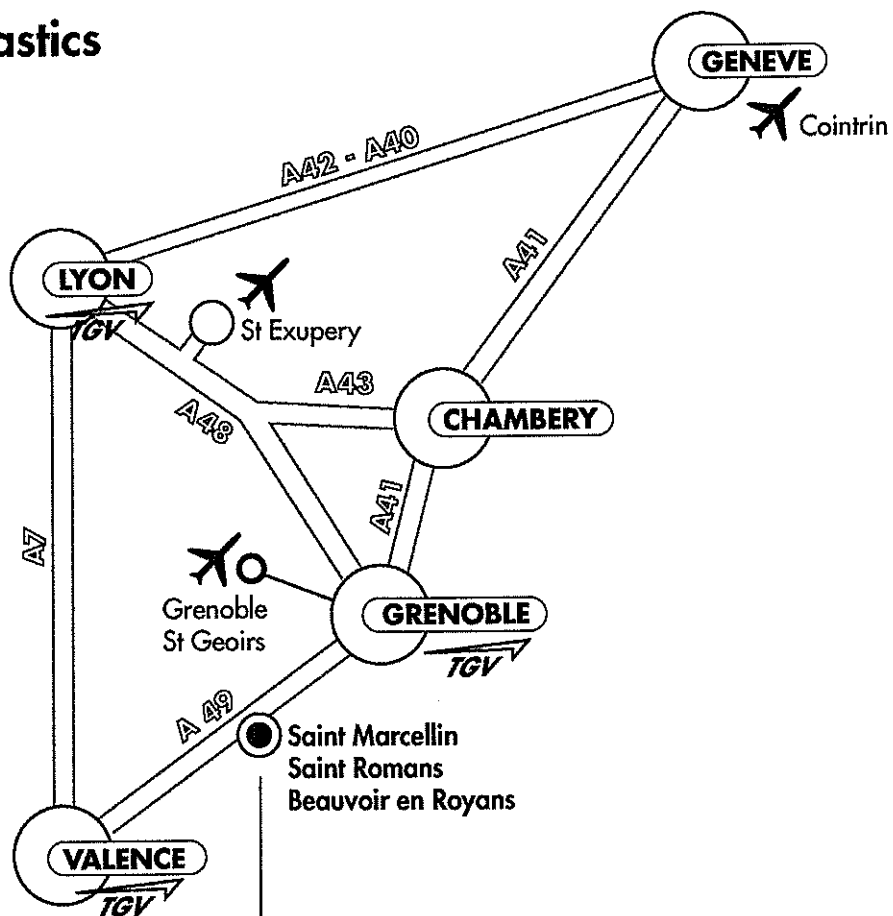 astics
GENEVE
Cointrin
A42 - A40
A41
LYON
TGV
St Exupery
A43
A48
CHAMBERY
A41
A7
Grenoble
St Geoirs
GRENOBLE
TGV
A 49
Saint Marcellin
Saint Romans
Beauvoir en Royans
VALENCE
TGV